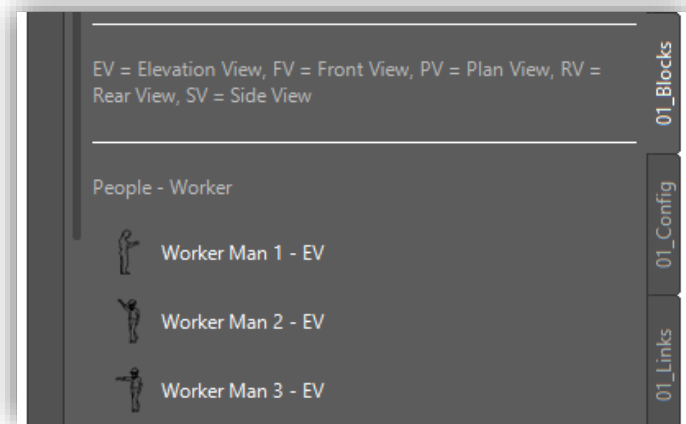 EV = Elevation View, FV = Front View, PV = Plan View, RV =
Rear View, SV = Side View
People - Worker
Worker Man 1 - EV
Worker Man 2 - EV
Worker Man 3 - EV
01_Blocks
01_Config
01_Links